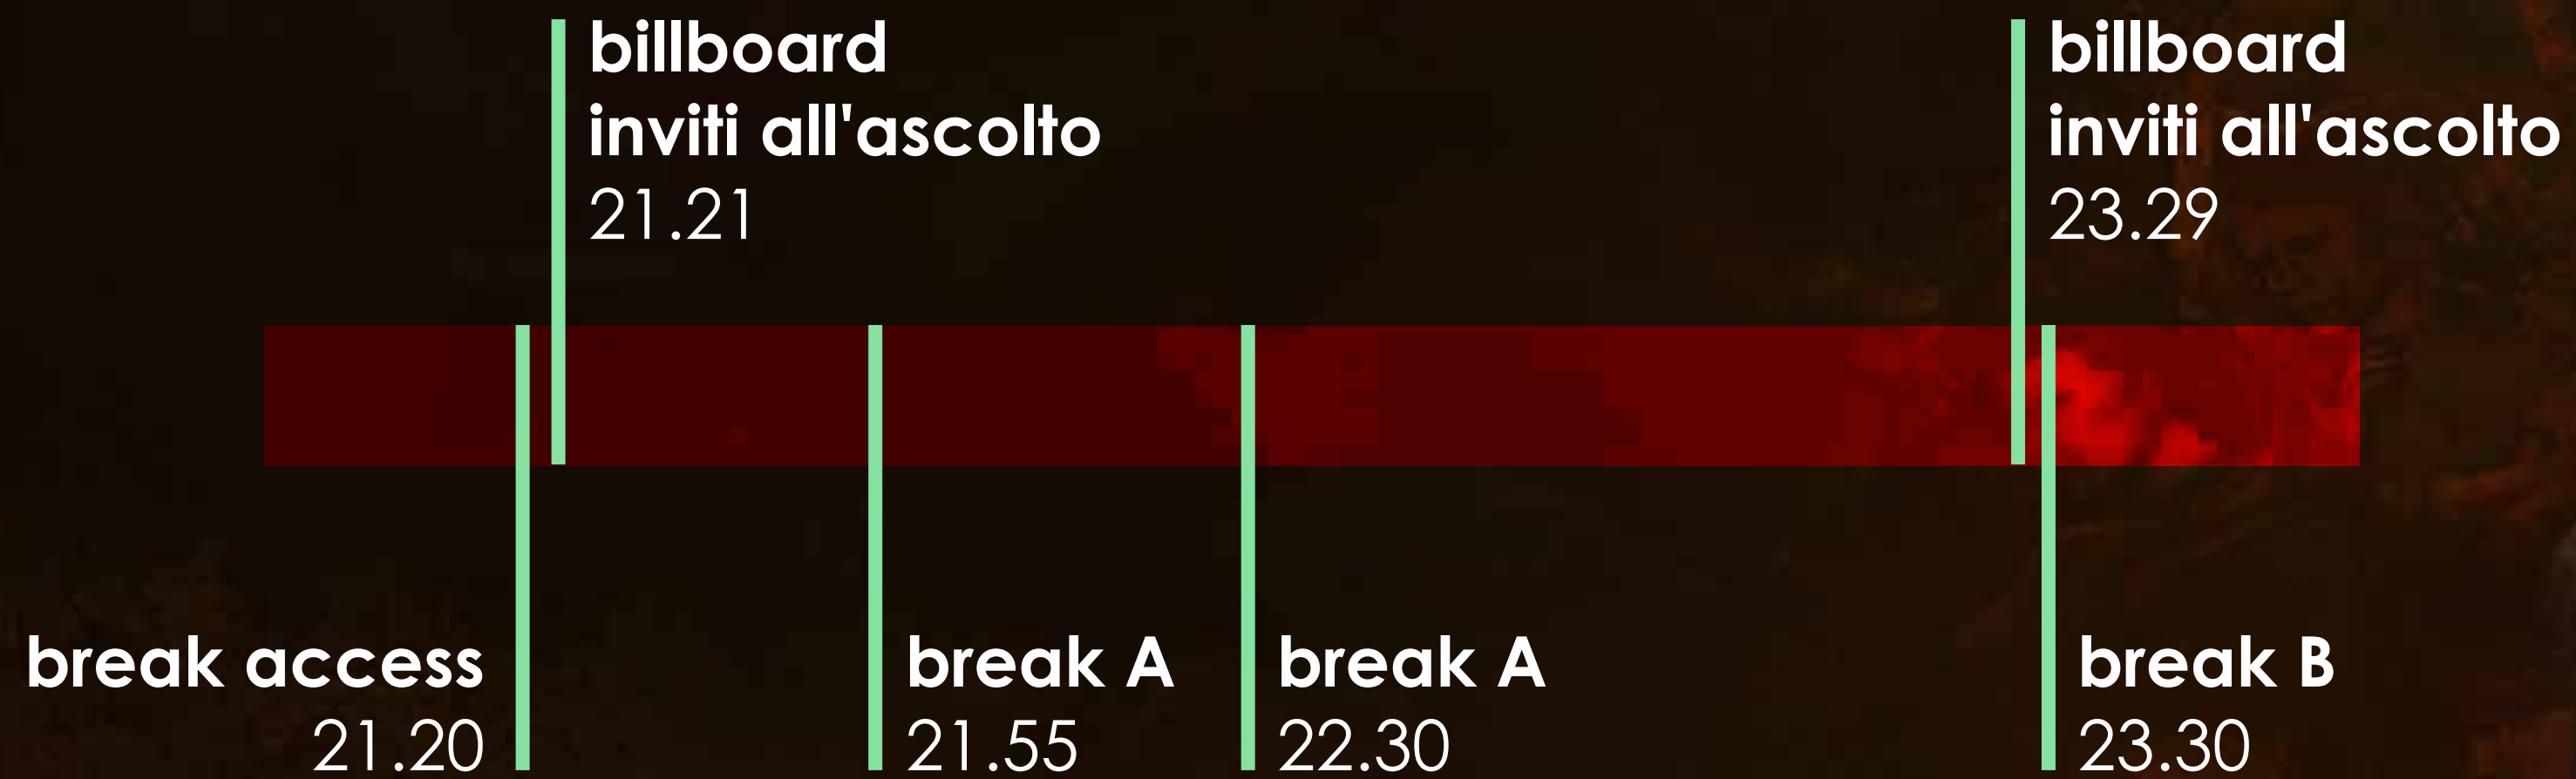 billboard
inviti all'ascolto
21.21
billboard
inviti all'ascolto
23.29
break access
21.20
break A
21.55
break A
22.30
break B
23.30